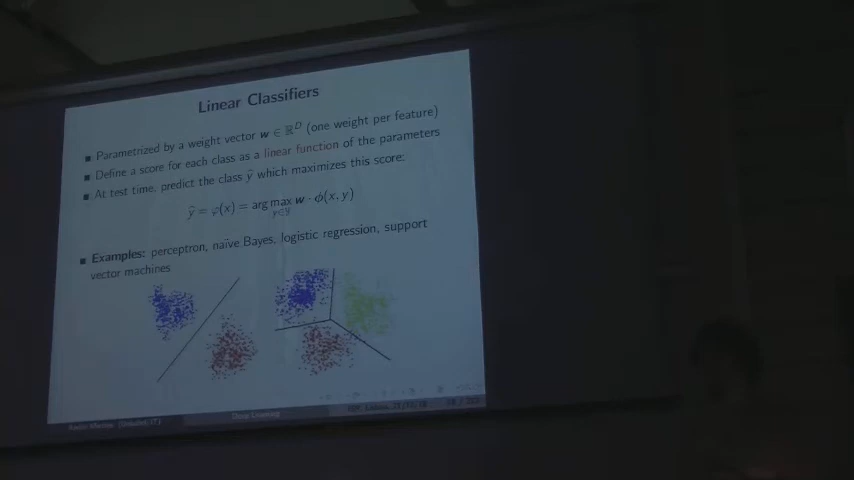 Linear Classifiers
Parametrized by a weight vector w ∈ ℝ^D (one weight per feature)
Define a score for each class as a linear function of the parameters
At test time, predict the class ŷ which maximizes this score:
ŷ = φ(x) = arg max w · ϕ(x, y)
y∈Y
Examples: perceptron, naïve Bayes, logistic regression, support
vector machines
Deep Learning